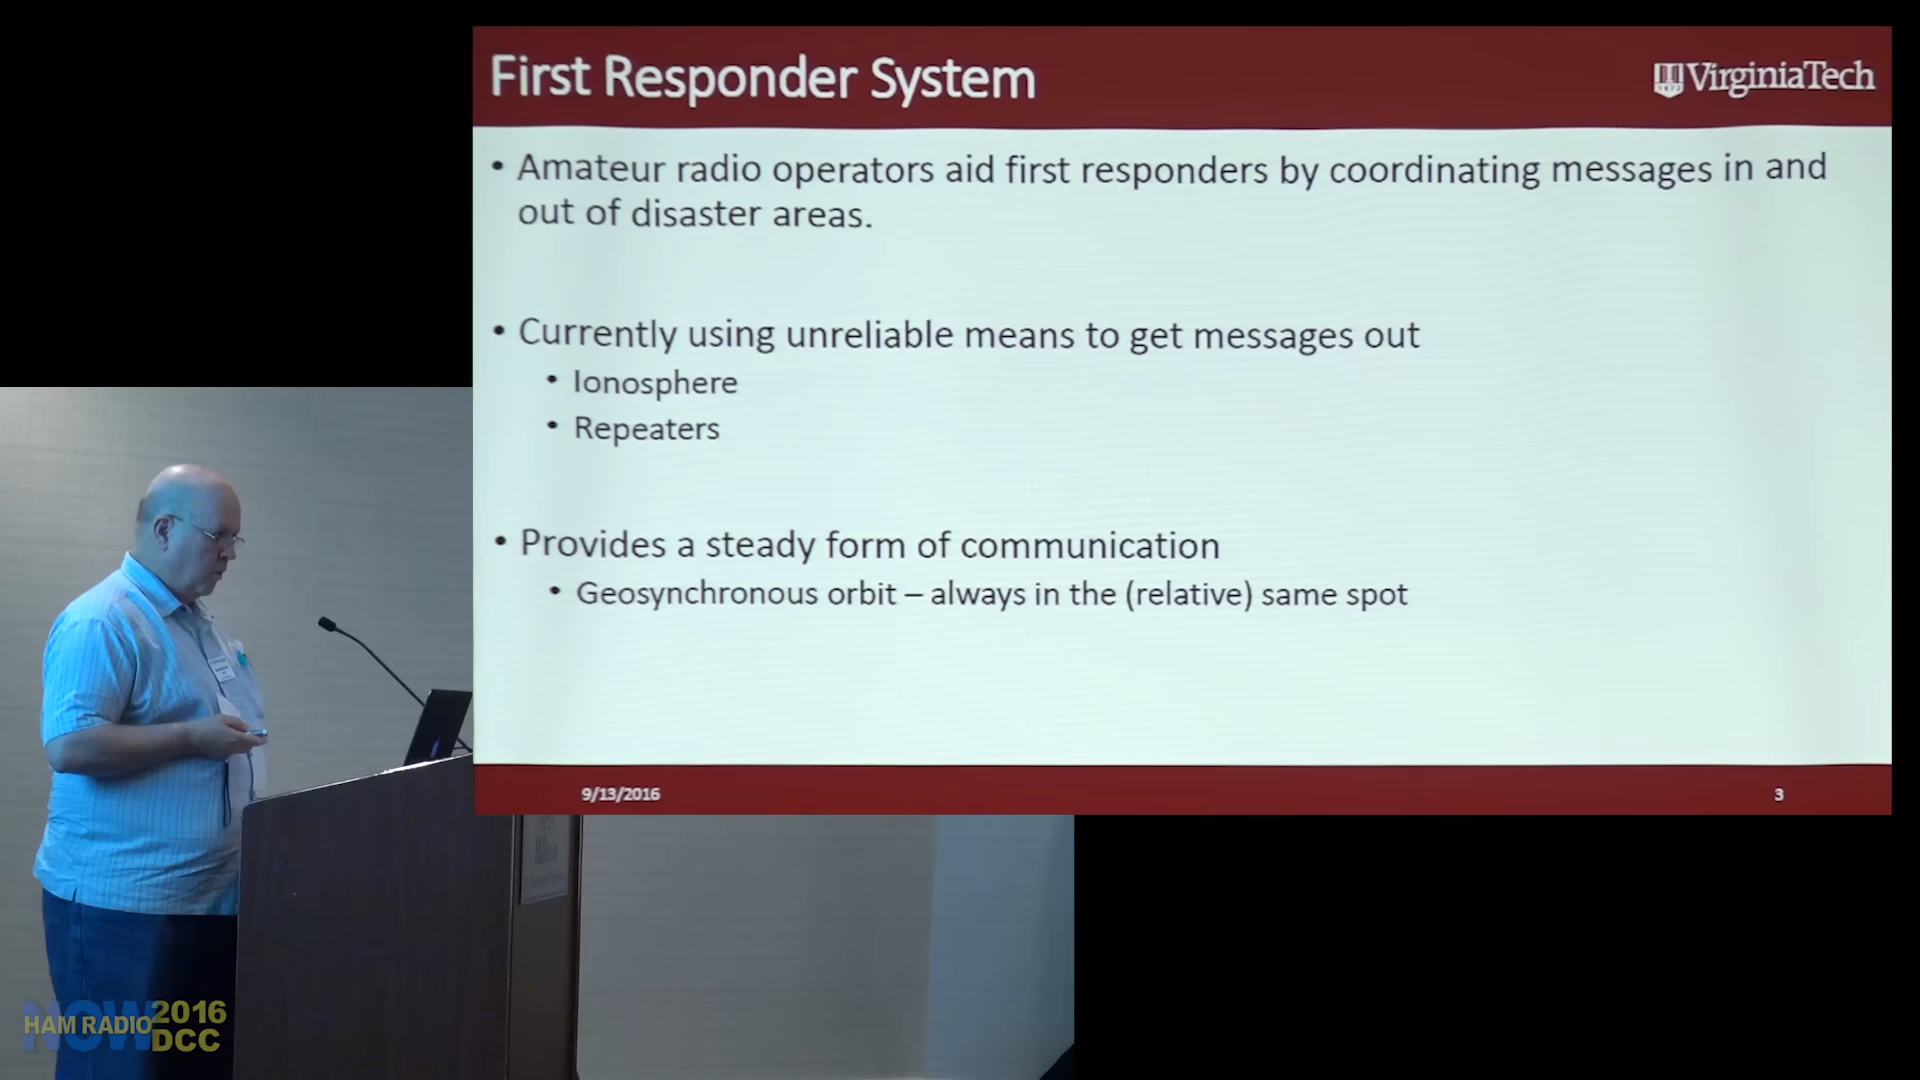 First Responder System
VirginiaTech
• Amateur radio operators aid first responders by coordinating messages in and
out of disaster areas.
• Currently using unreliable means to get messages out
• Ionosphere
• Repeaters
• Provides a steady form of communication
• Geosynchronous orbit – always in the (relative) same spot
9/13/2016
3
HAM RADIO NOW 2016
DCC